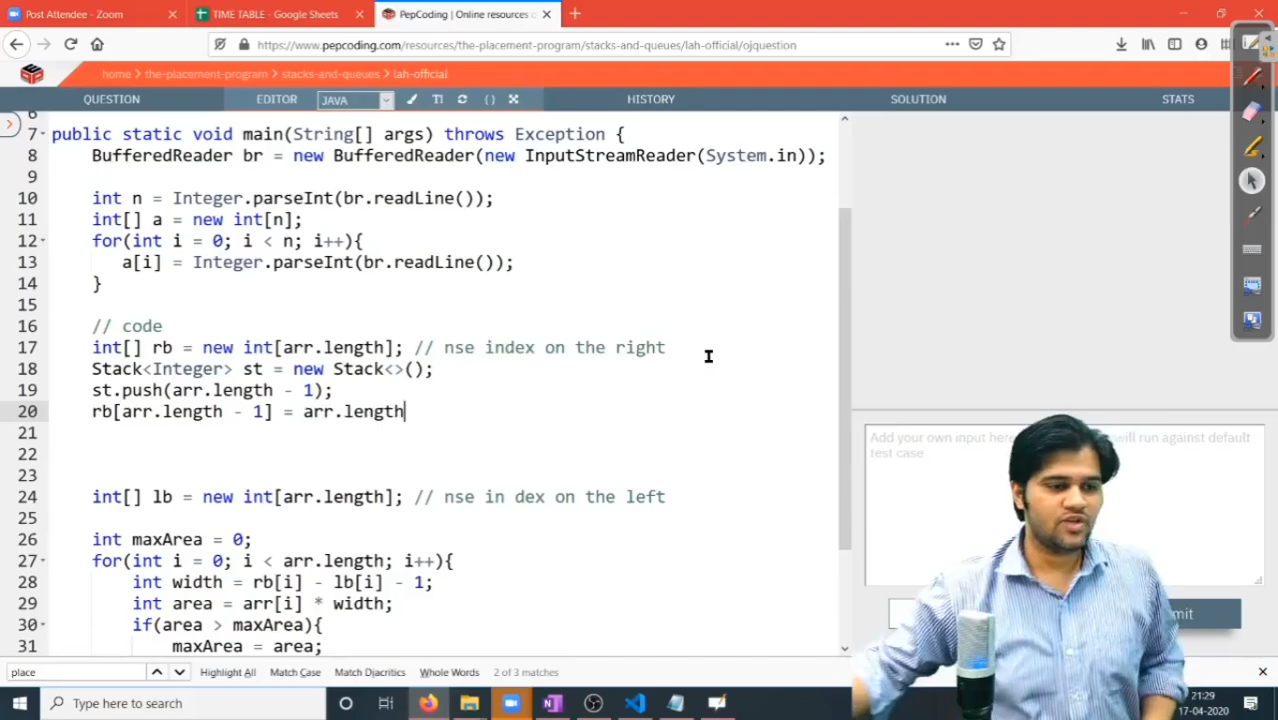 Post Attendee - Zoom
TIME TABLE - Google Sheets
PepCoding | Online resources
https://www.pepcoding.com/resources/the-placement-program/stacks-and-queues/lah-official/ojquestion
home > the-placement-program > stacks-and-queues > lah-official
QUESTION
EDITOR
JAVA
HISTORY
SOLUTION
STATS
6
7 public static void main(String[] args) throws Exception {
8 BufferedReader br = new BufferedReader(new InputStreamReader(System.in));
9
10 int n = Integer.parseInt(br.readLine());
11 int[] a = new int[n];
12 for(int i = 0; i < n; i++){
13 a[i] = Integer.parseInt(br.readLine());
14 }
15
16 // code
17 int[] rb = new int[arr.length]; // nse index on the right
18 Stack<Integer> st = new Stack<>();
19 st.push(arr.length - 1);
20 rb[arr.length - 1] = arr.length
21
22
23
24 int[] lb = new int[arr.length]; // nse in dex on the left
25
26 int maxArea = 0;
27 for(int i = 0; i < arr.length; i++){
28 int width = rb[i] - lb[i] - 1;
29 int area = arr[i] * width;
30 if(area > maxArea){
31 maxArea = area;
Add your own input here will run against default
test case
place
Highlight All
Match Case
Match Diacritics
Whole Words
2 of 3 matches
Type here to search
21:29
17-04-2020